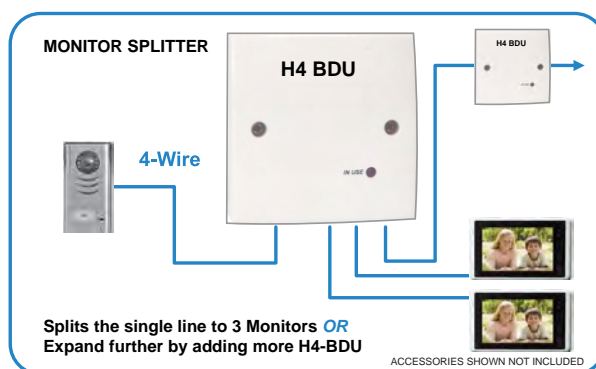 MONITOR SPLITTER
H4 BDU
H4 BDU
4-Wire
IN USE
Splits the single line to 3 Monitors OR
Expand further by adding more H4-BDU
ACCESSORIES SHOWN NOT INCLUDED